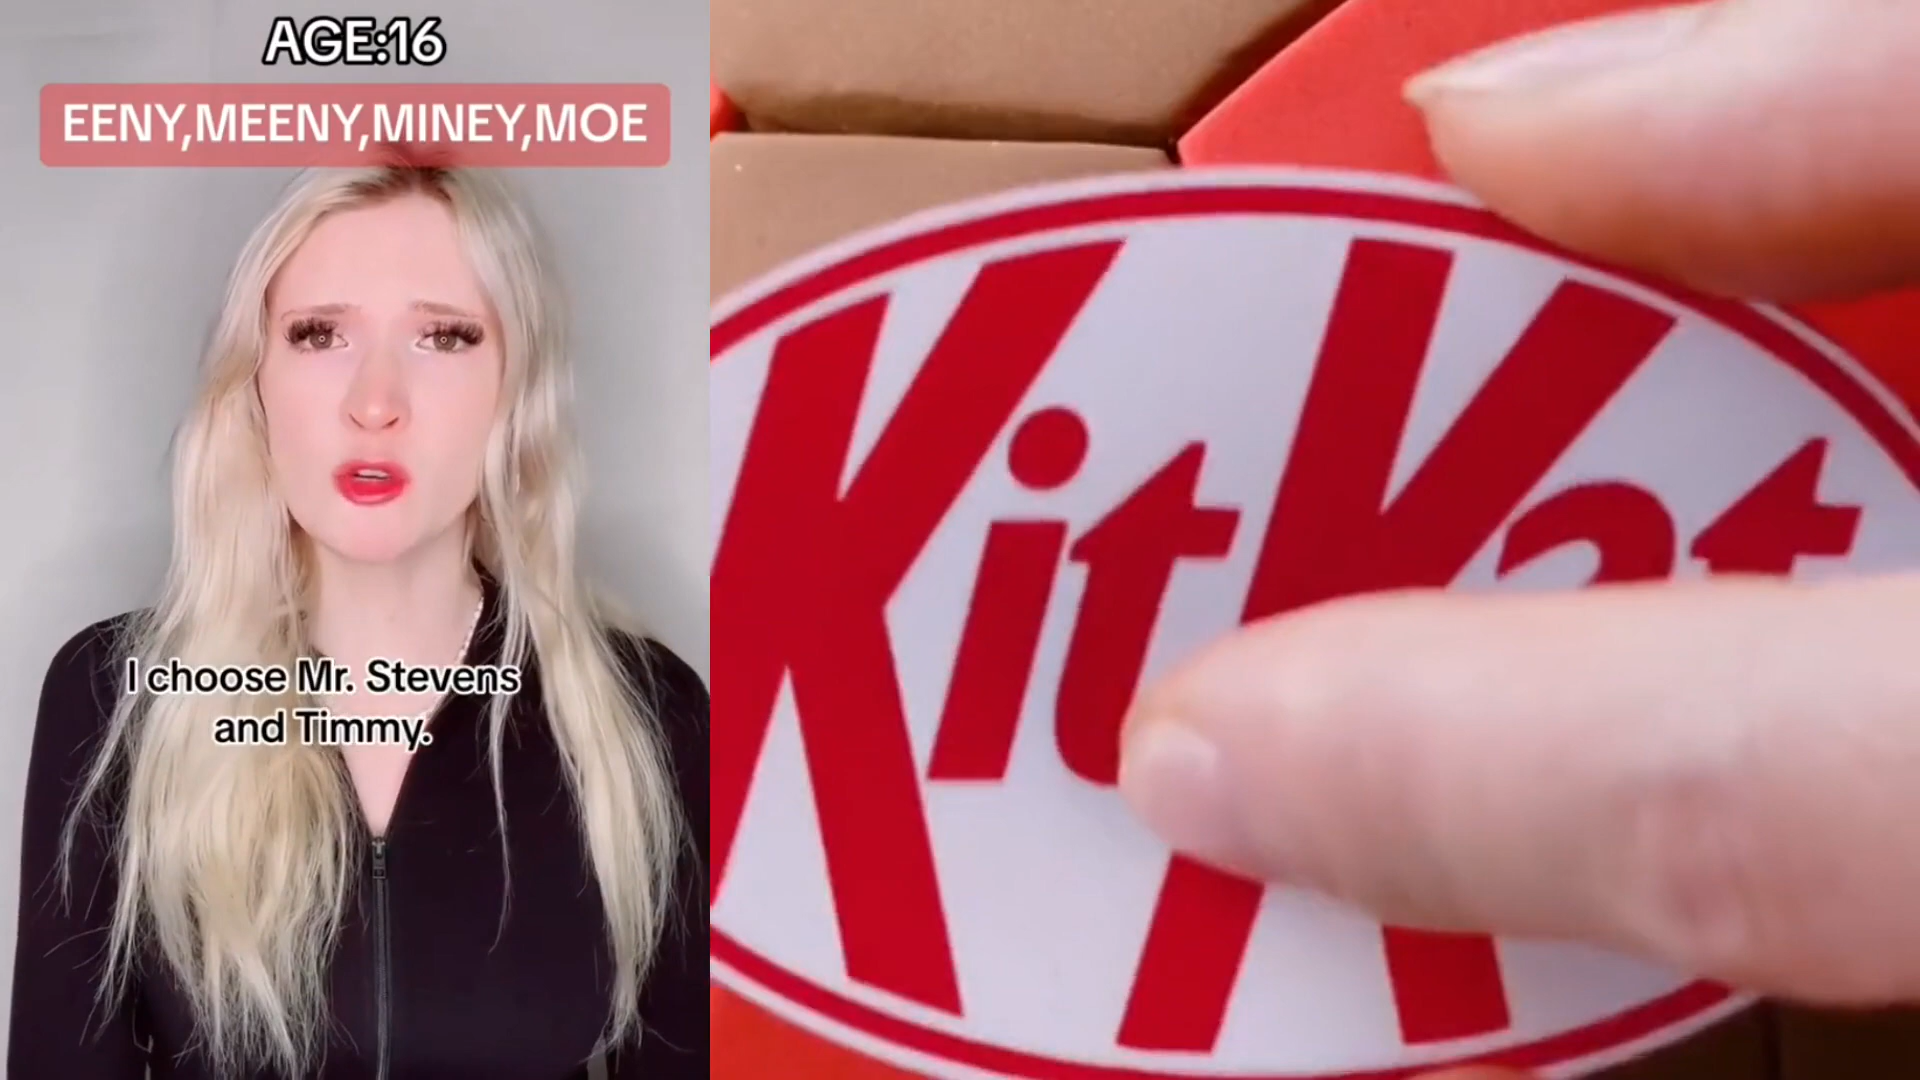 AGE:16
EENY,MEENY,MINEY,MOE
I choose Mr. Stevens
and Timmy.
KitKat